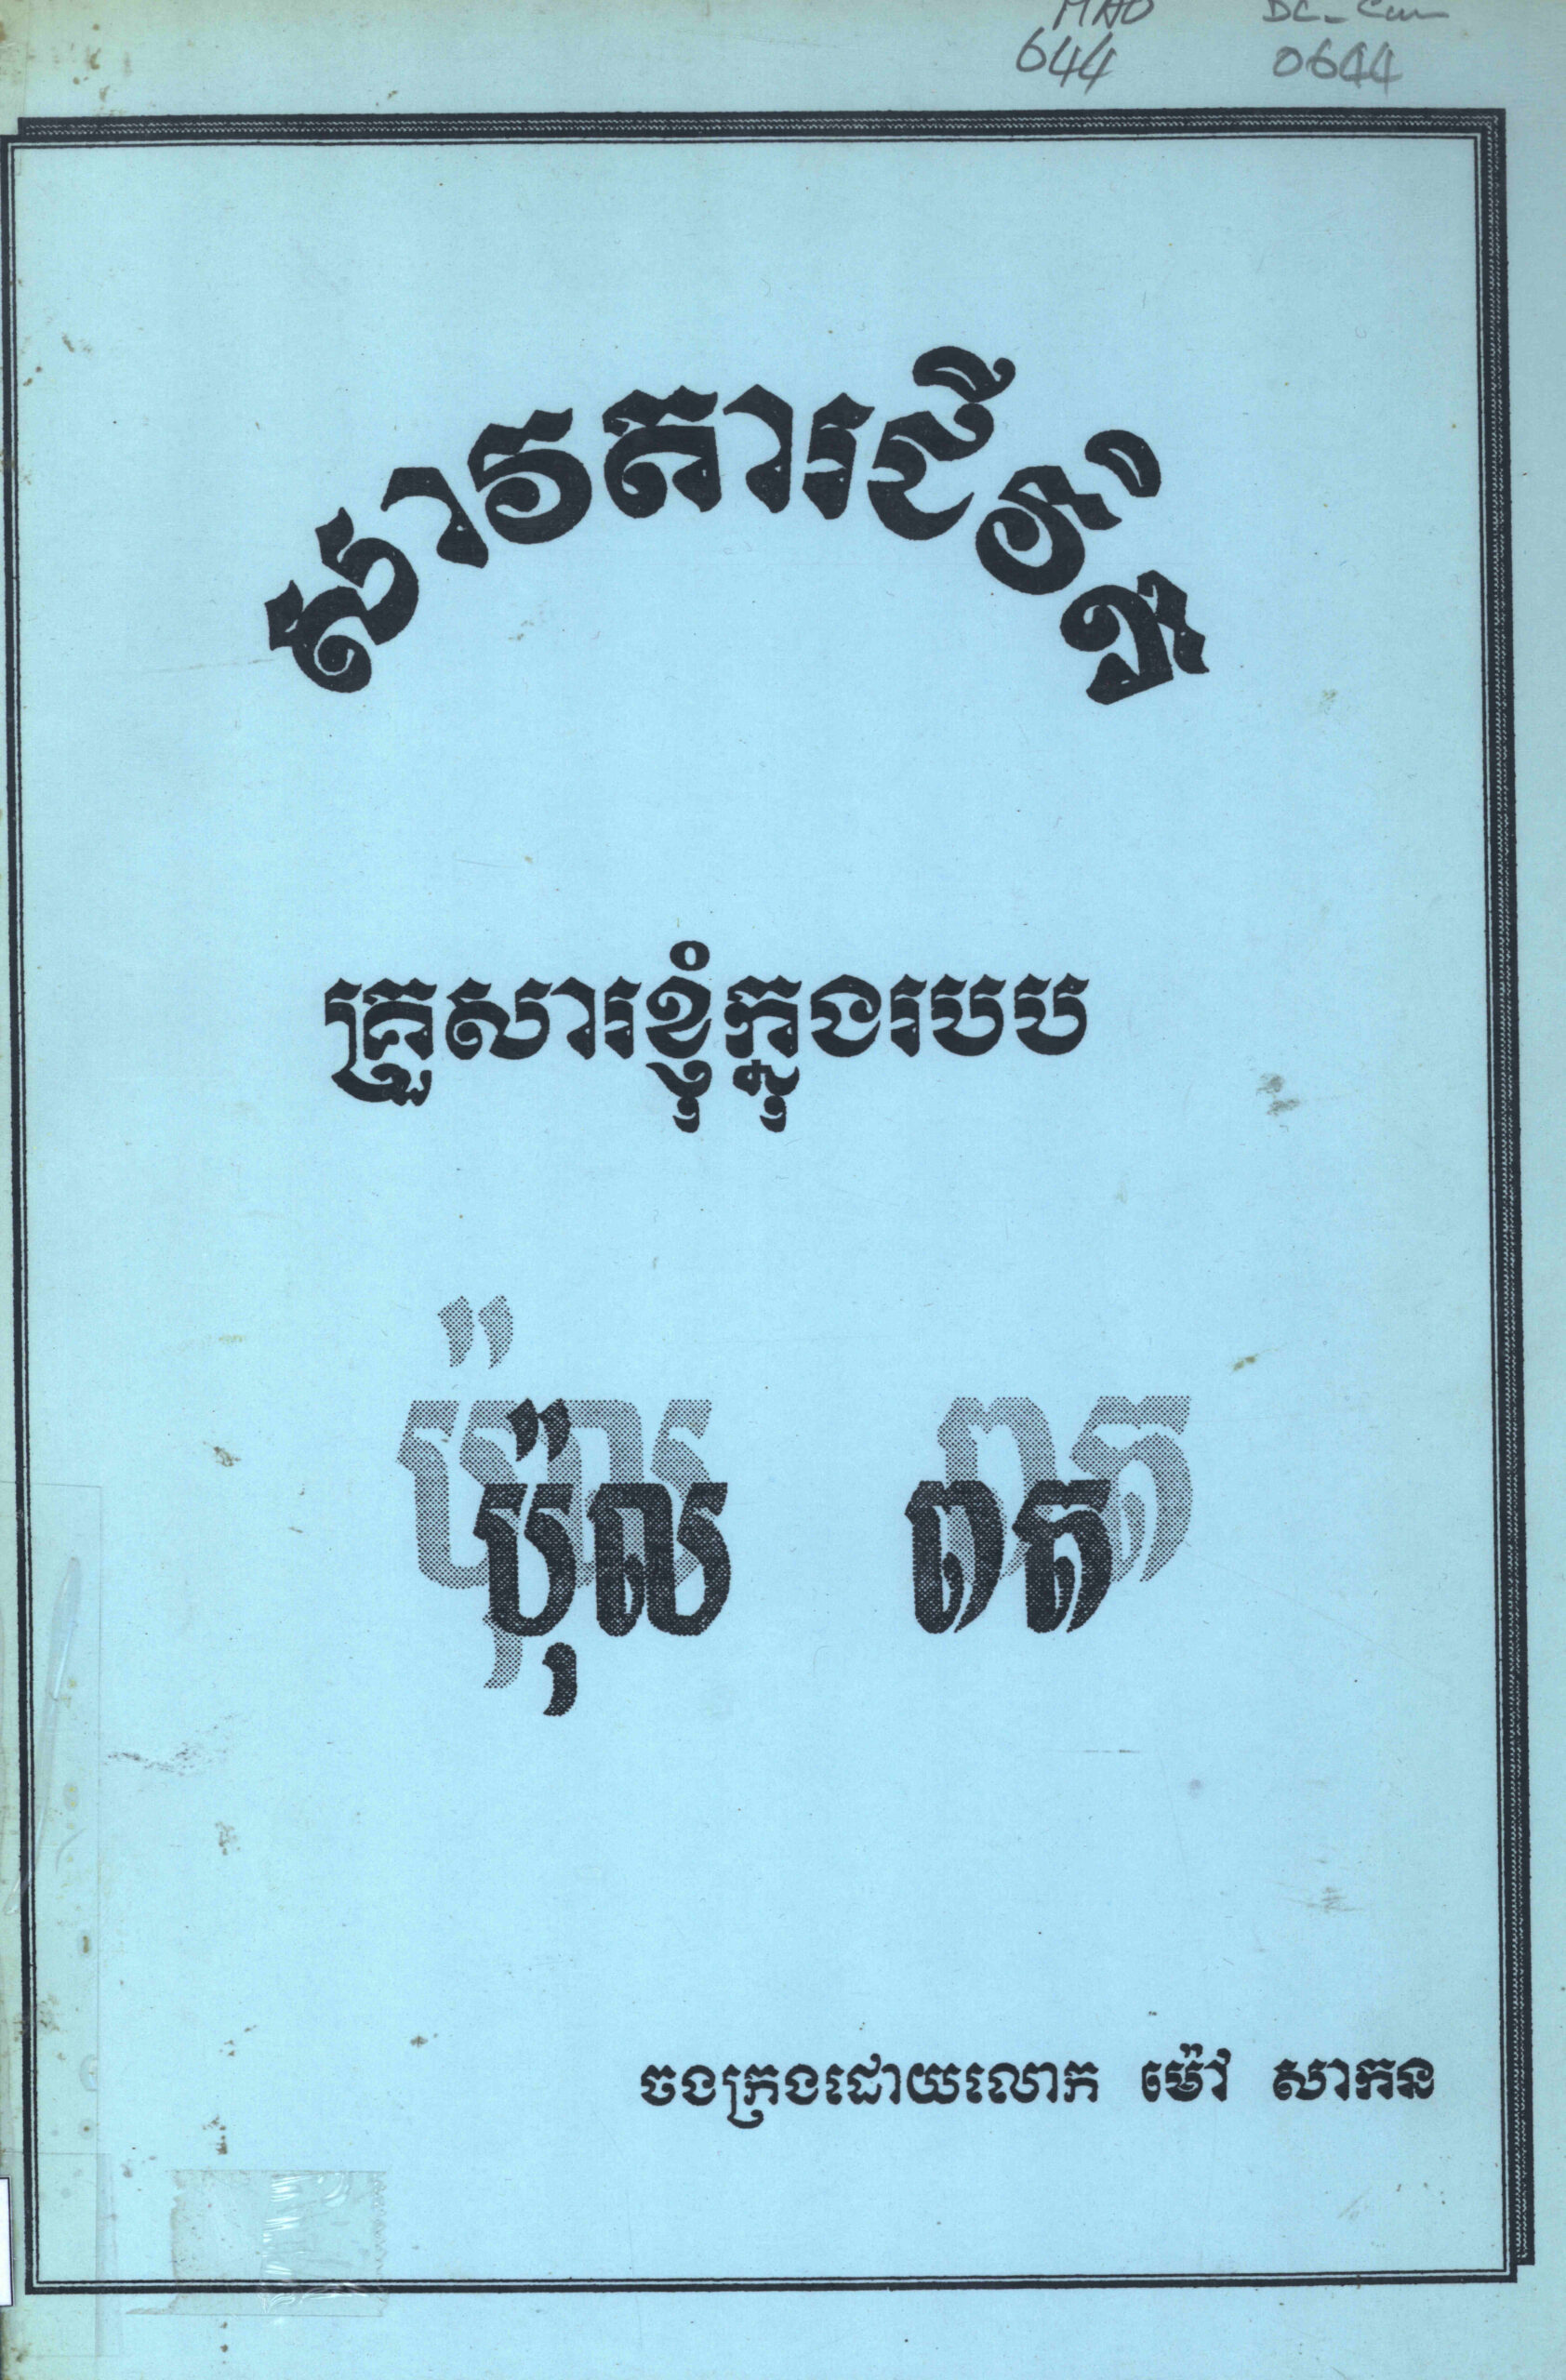 MAO DC_Cam
644 0644
សាវតារជីវិត
គ្រួសារខ្ញុំក្នុងរបប
ប៉ុល ពត
ចងក្រងដោយលោក ម៉ៅ សាកន